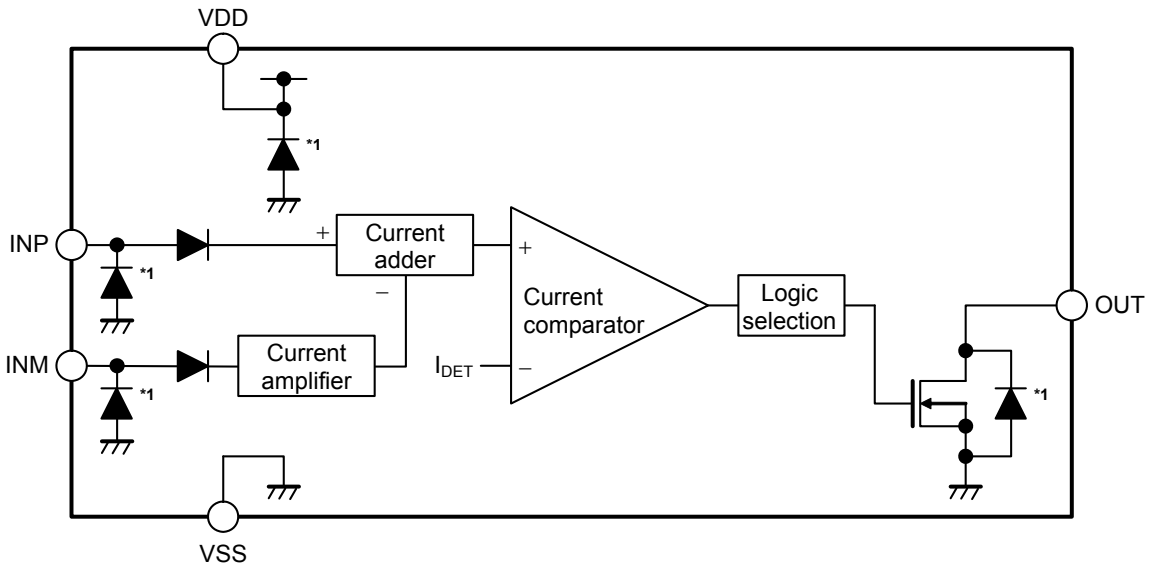 VDD
*1
INP
+
Current
adder
+
*1
−
Current
comparator
Logic
selection
OUT
INM
Current
amplifier
IDET
−
*1
*1
VSS